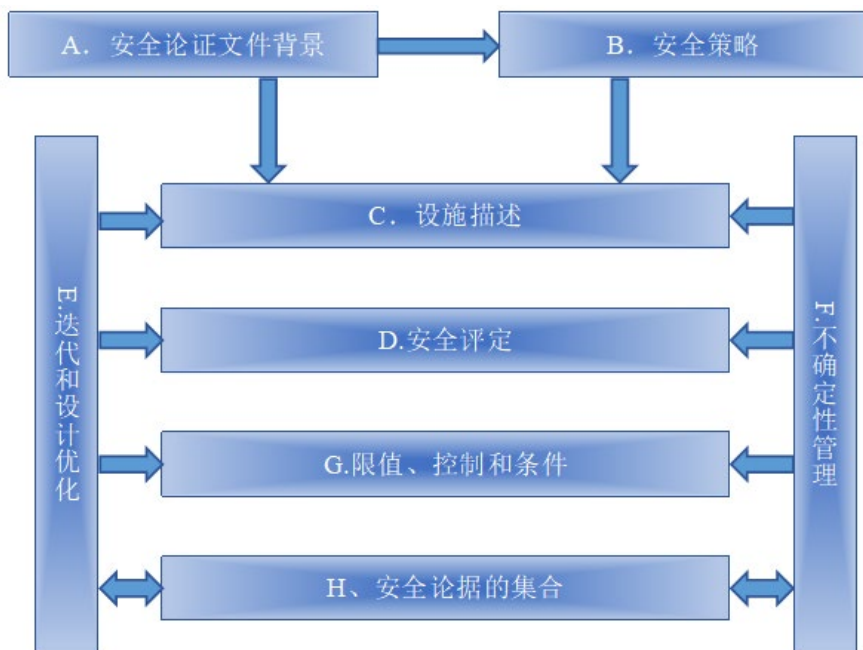 A．安全论证文件背景
B．安全策略
C．设施描述
D.安全评定
G.限值、控制和条件
H、安全论据的集合
E.迭代和设计优化
F.不确定性管理